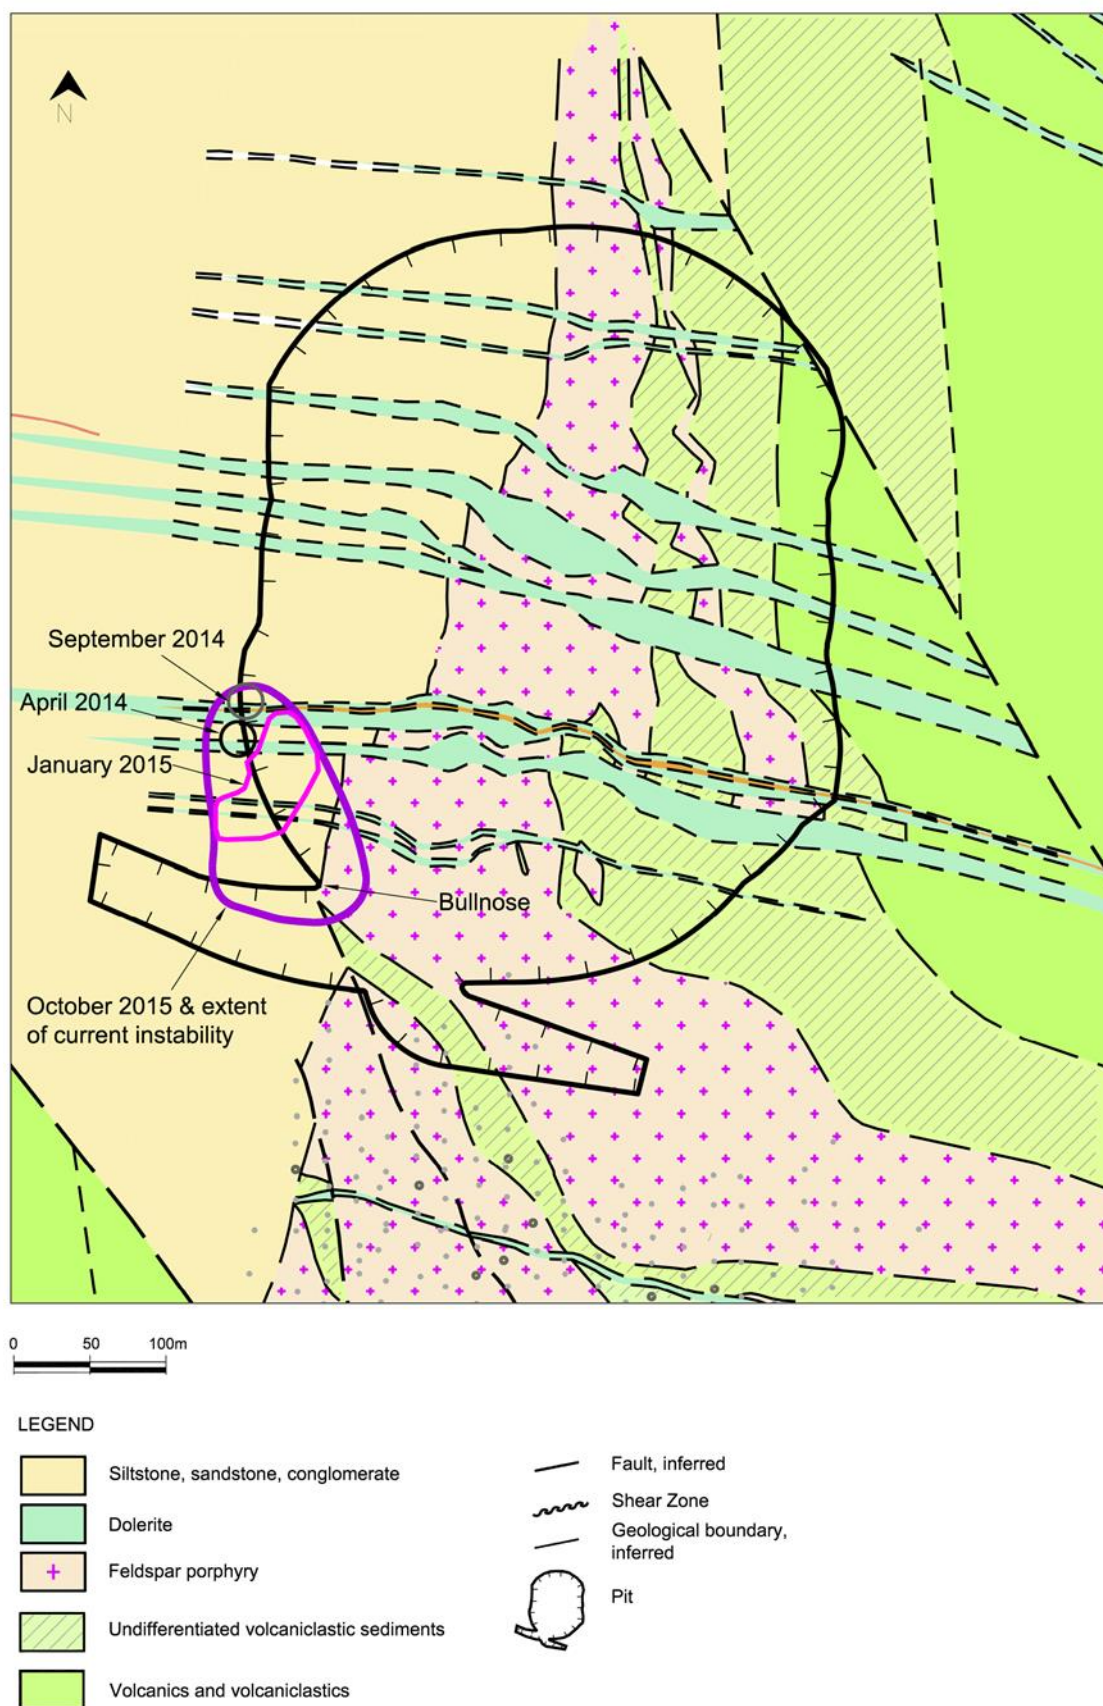 N
September 2014
April 2014
January 2015
Bullnose
October 2015 & extent
of current instability
0 50 100m
LEGEND
Siltstone, sandstone, conglomerate
Dolerite
Feldspar porphyry
Undifferentiated volcaniclastic sediments
Volcanics and volcaniclastics
Fault, inferred
Shear Zone
Geological boundary,
inferred
Pit